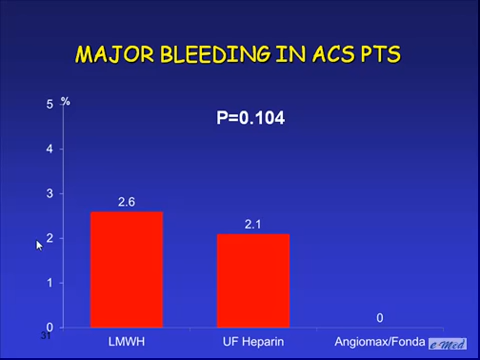 MAJOR BLEEDING IN ACS PTS
%
P=0.104
5
4
3
2
1
0
2.6
2.1
0
LMWH
UF Heparin
Angiomax/Fonda
31
e Med